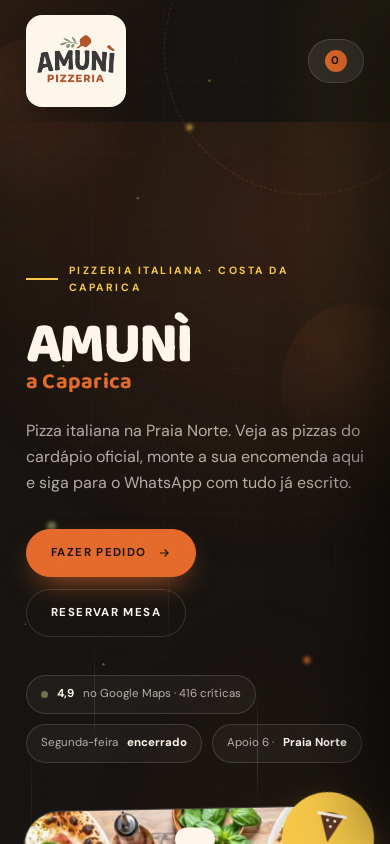 AMUNÌ
PIZZERIA
0
PIZZERIA ITALIANA · COSTA DA
CAPARICA
AMUNÌ
a Caparica
Pizza italiana na Praia Norte. Veja as pizzas do
cardápio oficial, monte a sua encomenda aqui
e siga para o WhatsApp com tudo já escrito.
FAZER PEDIDO →
RESERVAR MESA
4,9 no Google Maps · 416 críticas
Segunda-feira encerrado
Apoio 6 · Praia Norte